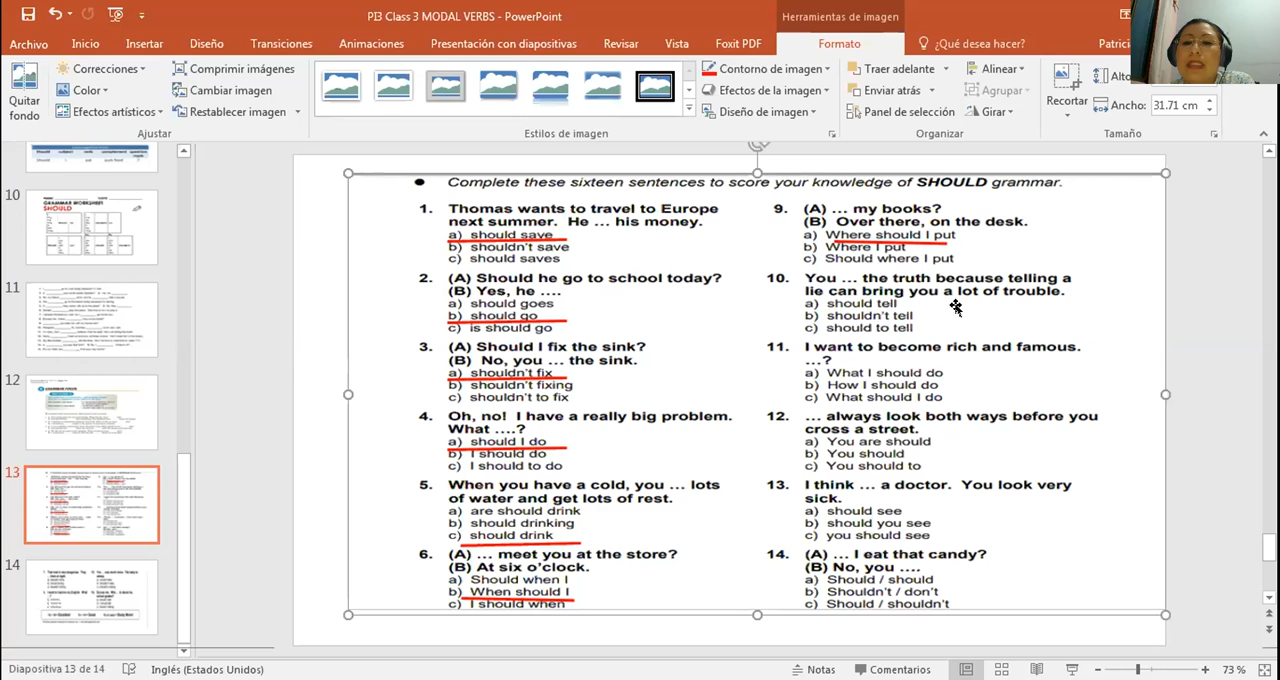 PI3 Class 3 MODAL VERBS - PowerPoint
Herramientas de imagen
Archivo
Inicio
Insertar
Diseño
Transiciones
Animaciones
Presentación con diapositivas
Revisar
Vista
Foxit PDF
Formato
¿Qué desea hacer?
Patric
Quitar
fondo
Correcciones
Color
Efectos artísticos
Comprimir imágenes
Cambiar imagen
Restablecer imagen
Ajustar
Estilos de imagen
Contorno de imagen
Efectos de la imagen
Diseño de imagen
Traer adelante
Enviar atrás
Panel de selección
Alinear
Agrupar
Girar
Organizar
Recortar
Alto
Ancho:
31.71 cm
Tamaño
10
GRAMMAR WORKSHEET
SHOULD
11
12
13
14
● Complete these sixteen sentences to score your knowledge of SHOULD grammar.
1. Thomas wants to travel to Europe
next summer. He … his money.
a) should save
b) shouldn't save
c) should saves
2. (A) Should he go to school today?
(B) Yes, he ….
a) should goes
b) should go
c) is should go
3. (A) Should I fix the sink?
(B) No, you … the sink.
a) shouldn't fix
b) shouldn't fixing
c) shouldn't to fix
4. Oh, no I have a really big problem.
What ….?
a) should I do
b) I should do
c) I should to do
5. When you have a cold, you … lots
of water and get lots of rest.
a) are should drink
b) should drinking
c) should drink
6. (A) … meet you at the store?
(B) At six o'clock.
a) Should when I
b) When should I
c) I should when
9. (A) … my books?
(B) Over there, on the desk.
a) Where should I put
b) Where I put
c) Should where I put
10. You … the truth because telling a
lie can bring you a lot of trouble.
a) should tell
b) shouldn't tell
c) should to tell
11. I want to become rich and famous.
…?
a) What I should do
b) How I should do
c) What should I do
12. … always look both ways before you
cross a street.
a) You are should
b) You should
c) You should to
13. I think … a doctor. You look very
sick.
a) should see
b) should you see
c) you should see
14. (A) … I eat that candy?
(B) No, you ….
a) Should / should
b) Shouldn't / don't
c) Should / shouldn't
Diapositiva 13 de 14
Inglés (Estados Unidos)
Notas
Comentarios
73 %